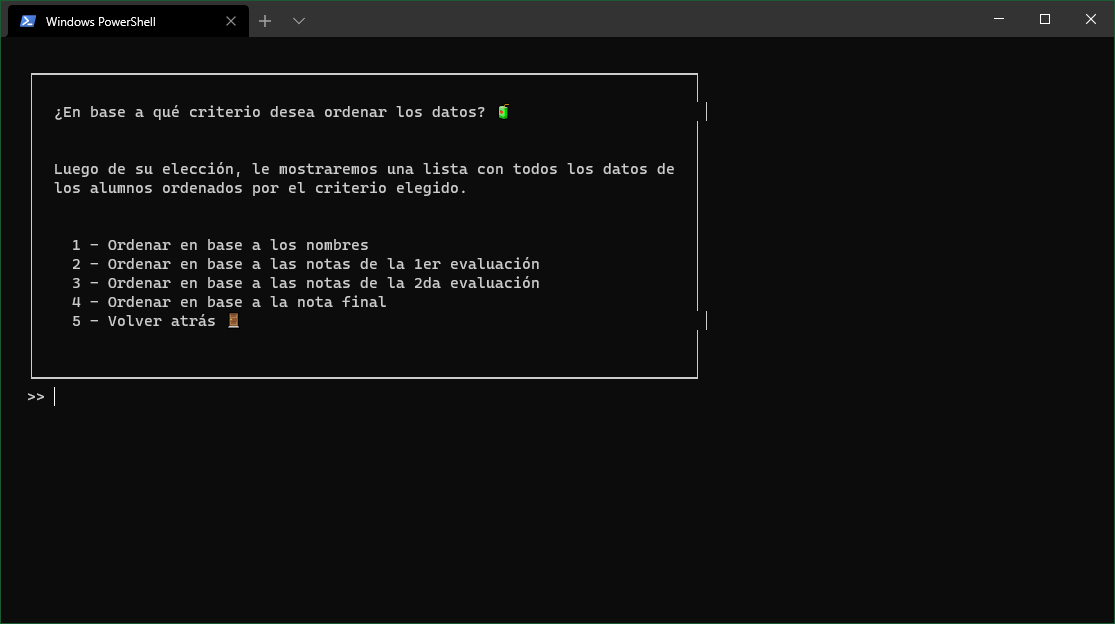 Windows PowerShell
¿En base a qué criterio desea ordenar los datos? 🧃
Luego de su elección, le mostraremos una lista con todos los datos de
los alumnos ordenados por el criterio elegido.
1 - Ordenar en base a los nombres
2 - Ordenar en base a las notas de la 1er evaluación
3 - Ordenar en base a las notas de la 2da evaluación
4 - Ordenar en base a la nota final
5 - Volver atrás 🚪
>>